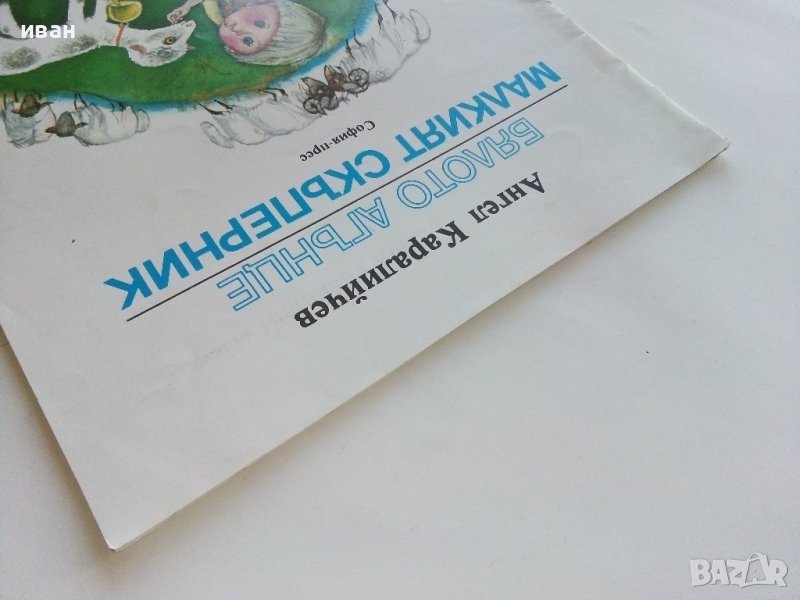 Ангел Каралийчев
БЯЛОТО АГЪНЦЕ
МАЛКИЯТ СКЪПЕРНИК
София-прес
иван
BAZAR